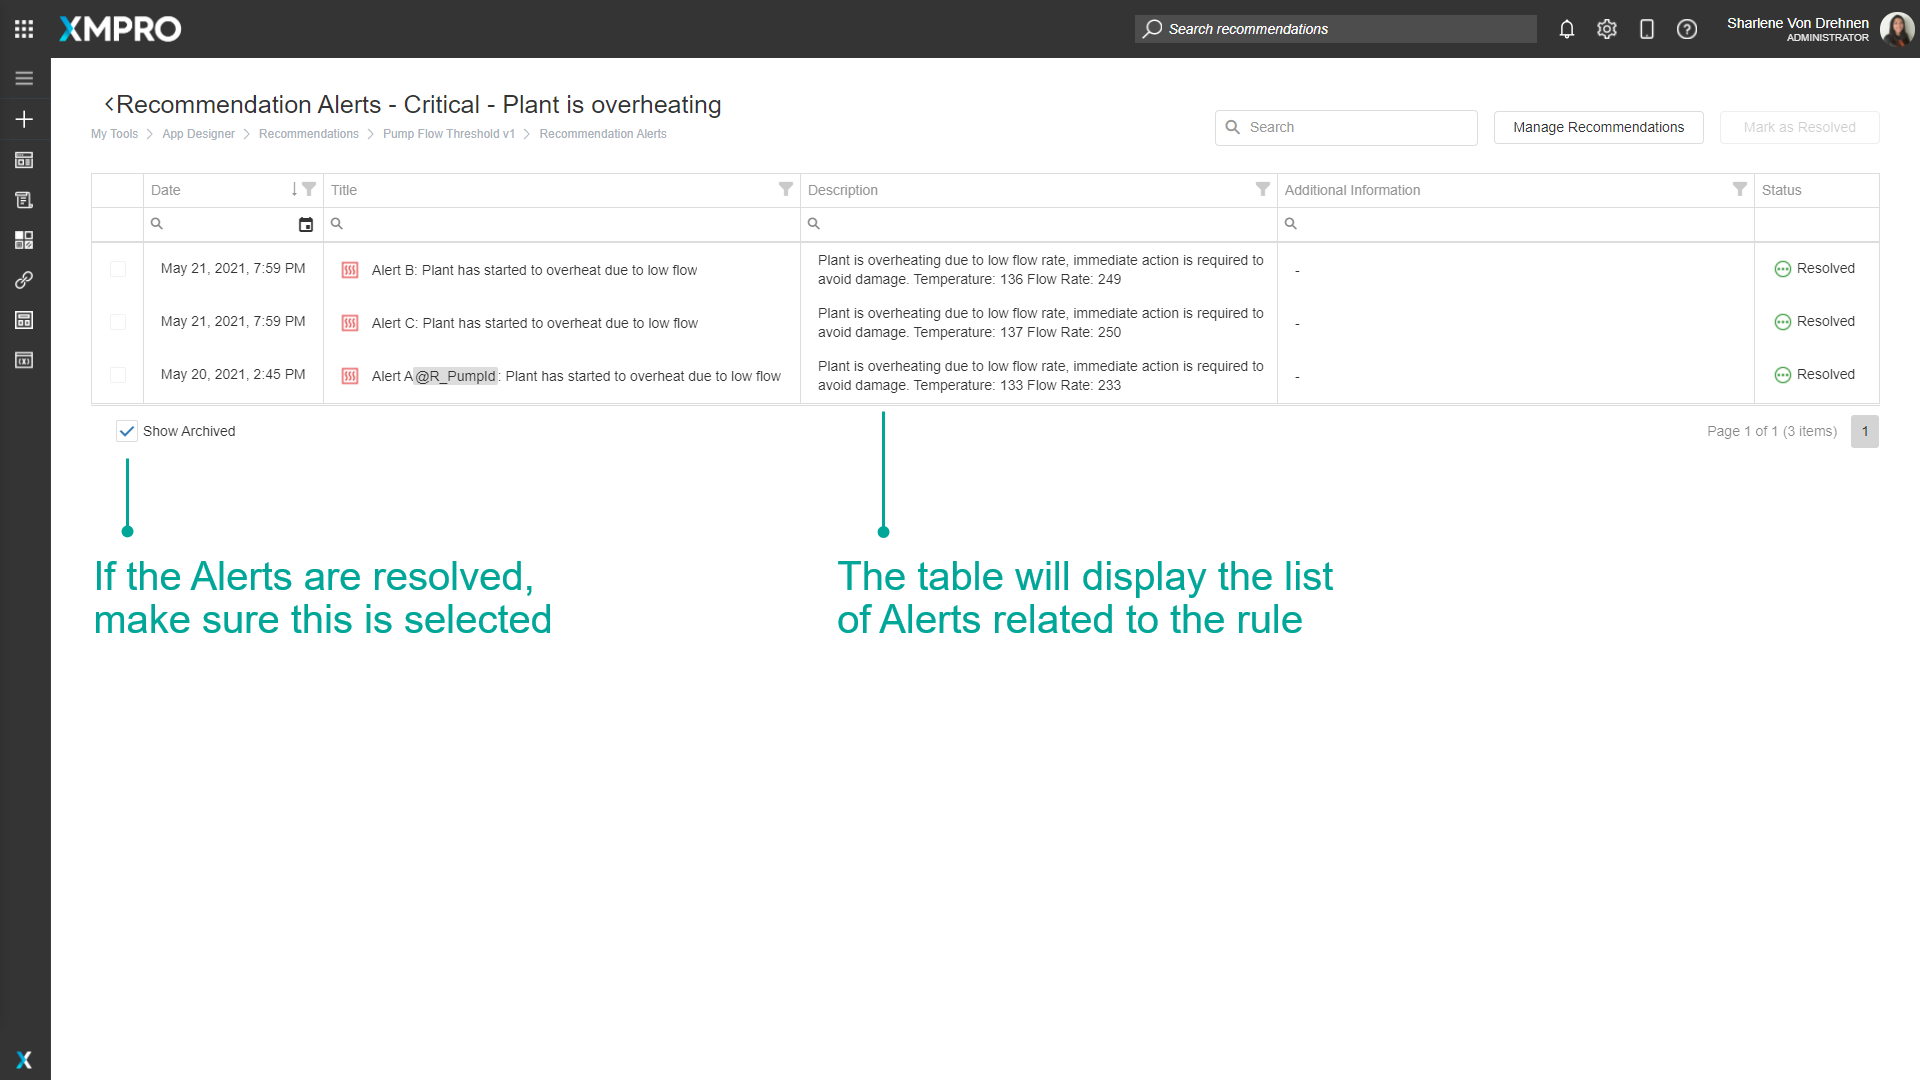 XMPRO
Search recommendations
Sharlene Von Drehnen
ADMINISTRATOR
Recommendation Alerts - Critical - Plant is overheating
My Tools > App Designer > Recommendations > Pump Flow Threshold v1 > Recommendation Alerts
Search
Manage Recommendations
Mark as Resolved
Date Title Description Additional Information Status
May 21, 2021, 7:59 PM
Alert B: Plant has started to overheat due to low flow
Plant is overheating due to low flow rate, immediate action is required to
avoid damage. Temperature: 136 Flow Rate: 249
-
Resolved
May 21, 2021, 7:59 PM
Alert C: Plant has started to overheat due to low flow
Plant is overheating due to low flow rate, immediate action is required to
avoid damage. Temperature: 137 Flow Rate: 250
-
Resolved
May 20, 2021, 2:45 PM
Alert A@R_PumpId: Plant has started to overheat due to low flow
Plant is overheating due to low flow rate, immediate action is required to
avoid damage. Temperature: 133 Flow Rate: 233
-
Resolved
Show Archived
Page 1 of 1 (3 items) 1
If the Alerts are resolved,
make sure this is selected
The table will display the list
of Alerts related to the rule